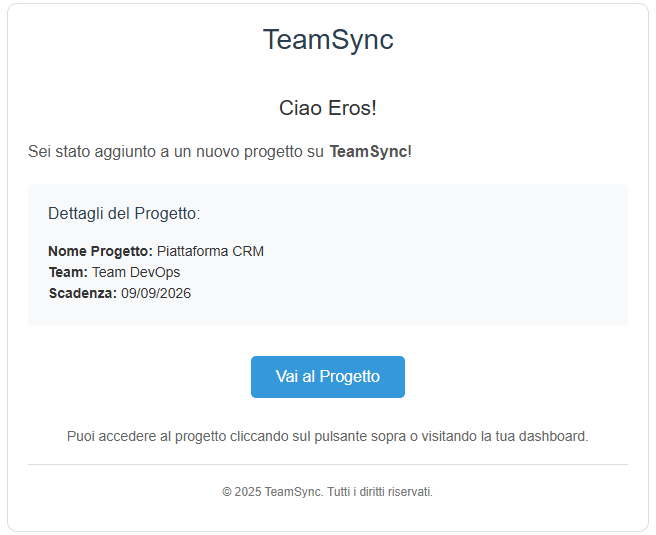 TeamSync
Ciao Eros!
Sei stato aggiunto a un nuovo progetto su TeamSync!
Dettagli del Progetto:
Nome Progetto: Piattaforma CRM
Team: Team DevOps
Scadenza: 09/09/2026
Vai al Progetto
Puoi accedere al progetto cliccando sul pulsante sopra o visitando la tua dashboard.
© 2025 TeamSync. Tutti i diritti riservati.